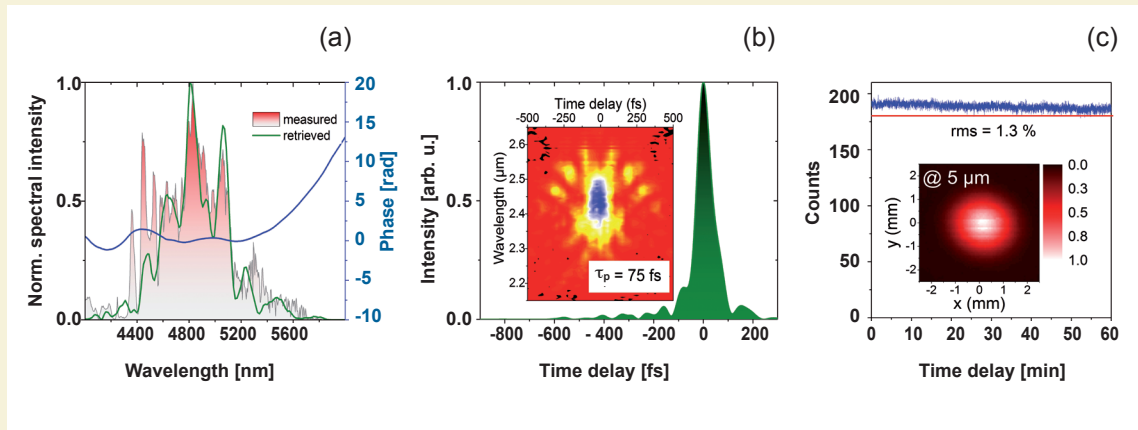 (a)
(b)
(c)
1.0
0.5
0.0
Norm. spectral intensity
measured
retrieved
20
15
10
5
0
-5
-10
Phase [rad]
4400 4800 5200 5600
Wavelength [nm]
1.0
0.5
0.0
Intensity [arb. u.]
Time delay (fs)
-500 -250 0 250 500
2.6
2.5
2.4
2.3
2.2
Wavelength (µm)
τp = 75 fs
-800 -600 -400 -200 0 200
Time delay [fs]
200
150
100
50
0
Counts
rms = 1.3 %
@ 5 µm
2
1
0
-1
-2
y (mm)
-2 -1 0 1 2
x (mm)
0.0
0.3
0.5
0.8
1.0
0 10 20 30 40 50 60
Time delay [min]